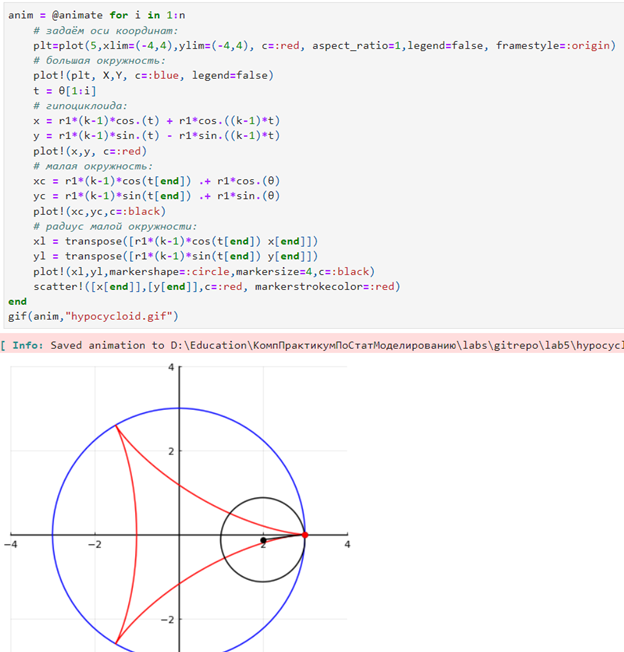 anim = @animate for i in 1:n
# задаём оси координат:
plt=plot(5,xlim=(-4,4),ylim=(-4,4), c=:red, aspect_ratio=1,legend=false, framestyle=:origin)
# большая окружность:
plot!(plt, X,Y, c=:blue, legend=false)
t = θ[1:i]
# гипоциклоида:
x = r1*(k-1)*cos.(t) + r1*cos.((k-1)*t)
y = r1*(k-1)*sin.(t) - r1*sin.((k-1)*t)
plot!(x,y, c=:red)
# малая окружность:
xc = r1*(k-1)*cos(t[end]) .+ r1*cos.(θ)
yc = r1*(k-1)*sin(t[end]) .+ r1*sin.(θ)
plot!(xc,yc,c=:black)
# радиус малой окружности:
xl = transpose([r1*(k-1)*cos(t[end]) x[end]])
yl = transpose([r1*(k-1)*sin(t[end]) y[end]])
plot!(xl,yl,markershape=:circle,markersize=4,c=:black)
scatter!([x[end]],[y[end]],c=:red, markerstrokecolor=:red)
end
gif(anim,"hypocycloid.gif")
[ Info: Saved animation to D:\Education\КомпПрактикумПоСтатМоделированию\labs\gitrepo\lab5\hypocycl
4
2
-4 -2 2 4
-2